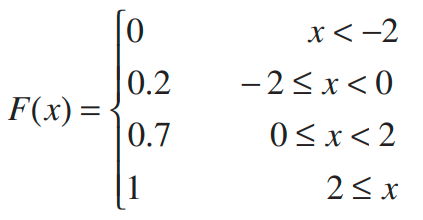 0 x < −2
0.2 − 2 ≤ x < 0
F(x) =
0.7 0 ≤ x < 2
1 2 ≤ x